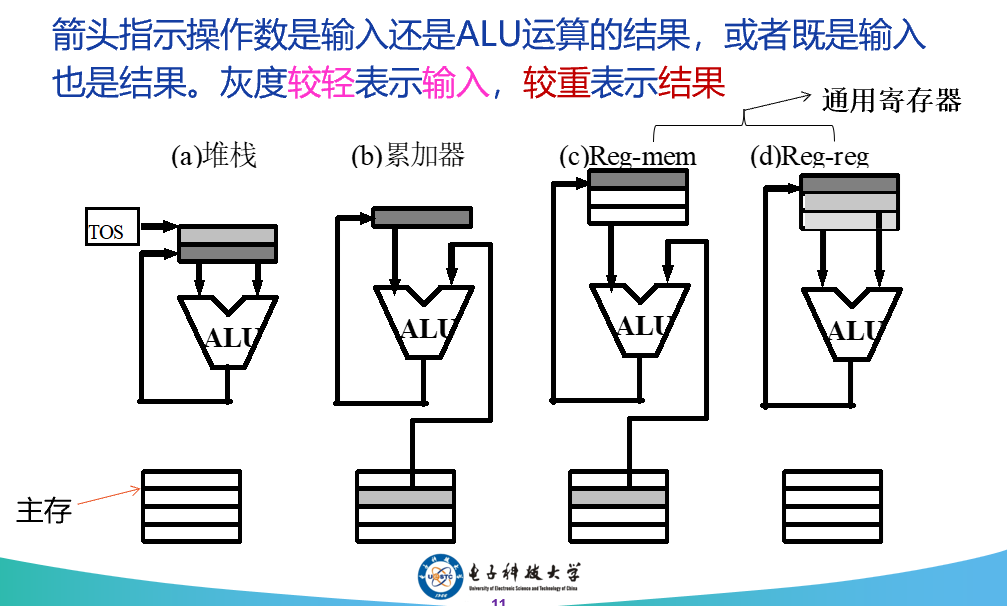 箭头指示操作数是输入还是ALU运算的结果，或者既是输入
也是结果。灰度较轻表示输入，较重表示结果
通用寄存器
(a)堆栈
(b)累加器
(c)Reg-mem
(d)Reg-reg
TOS
ALU
ALU
ALU
ALU
主存
电子科技大学
University of Electronic Science and Technology of China
11